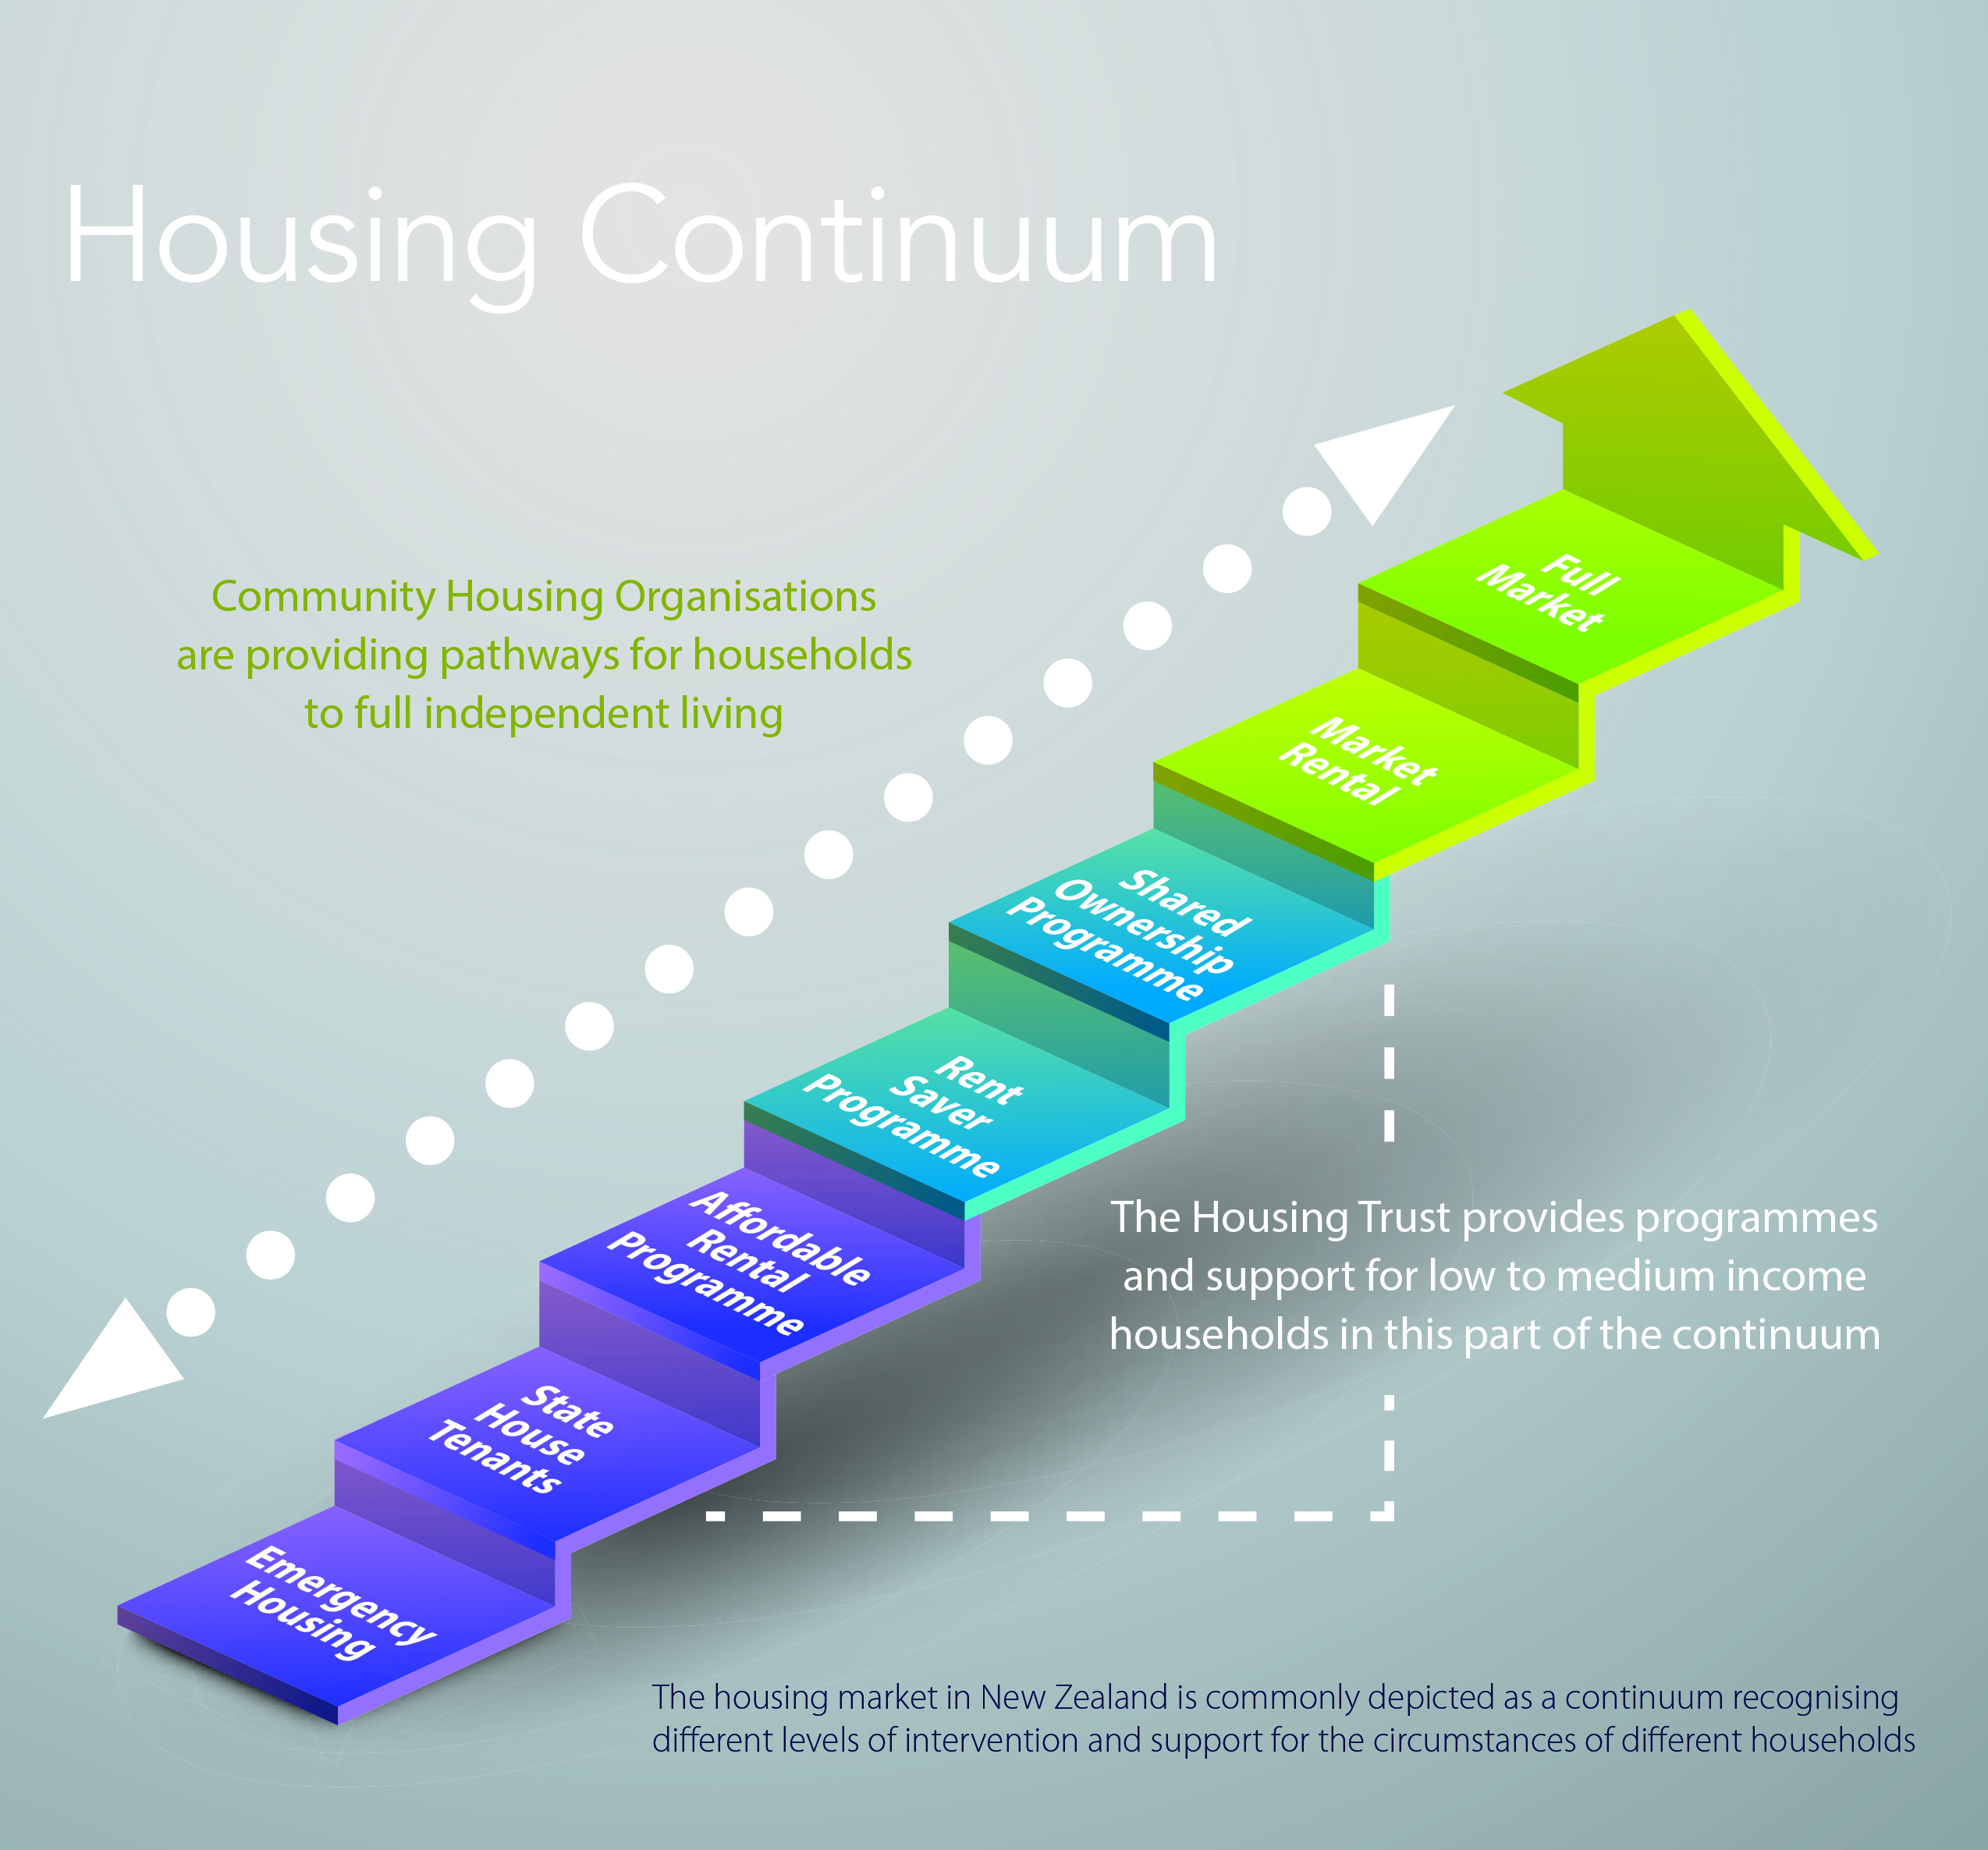 Housing Continuum
Community Housing Organisations
are providing pathways for households
to full independent living
Full
Market
Market
Rental
Shared
Ownership
Programme
Rent
Saver
Programme
Affordable
Rental
Programme
State
House
Tenants
Emergency
Housing
The Housing Trust provides programmes
and support for low to medium income
households in this part of the continuum
The housing market in New Zealand is commonly depicted as a continuum recognising
different levels of intervention and support for the circumstances of different households